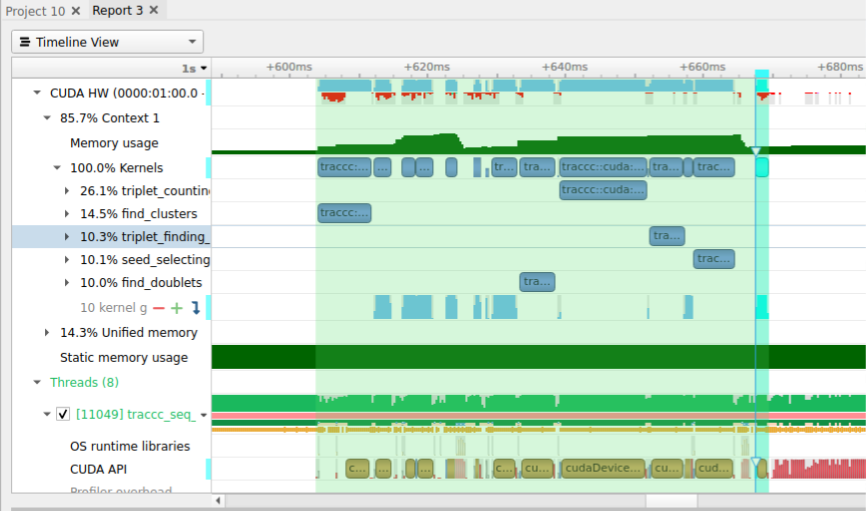 Project 10 × Report 3 ×
Timeline View
1s +600ms +620ms +640ms +660ms +680ms
CUDA HW (0000:01:00.0 -
85.7% Context 1
Memory usage
100.0% Kernels traccc:... ... ... tr... tra... traccc::cuda:... tra... trac...
26.1% triplet_countin traccc::cuda:...
14.5% find_clusters traccc:...
10.3% triplet_finding_ tra...
10.1% seed_selecting trac...
10.0% find_doublets tra...
10 kernel g
14.3% Unified memory
Static memory usage
Threads (8)
[11049] traccc_seq_
OS runtime libraries
CUDA API c... ... ... c... cu... cudaDevice... cu... cud...
Profiler overhead